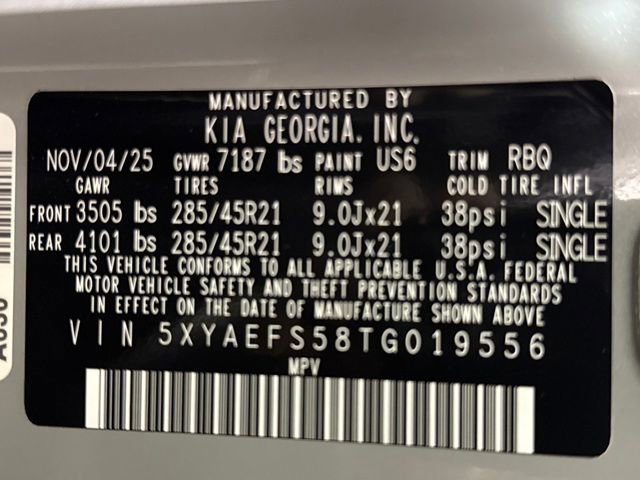 MANUFACTURED BY
KIA GEORGIA. INC.
NOV/04/25 GVWR 7187 lbs PAINT US6 TRIM RBQ
GAWR TIRES RIMS COLD TIRE INFL
FRONT 3505 lbs 285/45R21 9.0Jx21 38psi SINGLE
REAR 4101 lbs 285/45R21 9.0Jx21 38psi SINGLE
THIS VEHICLE CONFORMS TO ALL APPLICABLE U.S.A. FEDERAL
MOTOR VEHICLE SAFETY AND THEFT PREVENTION STANDARDS
IN EFFECT ON THE DATE OF MANUFACTURE SHOWN ABOVE
VIN 5XYAEFS58TG019556
MPV